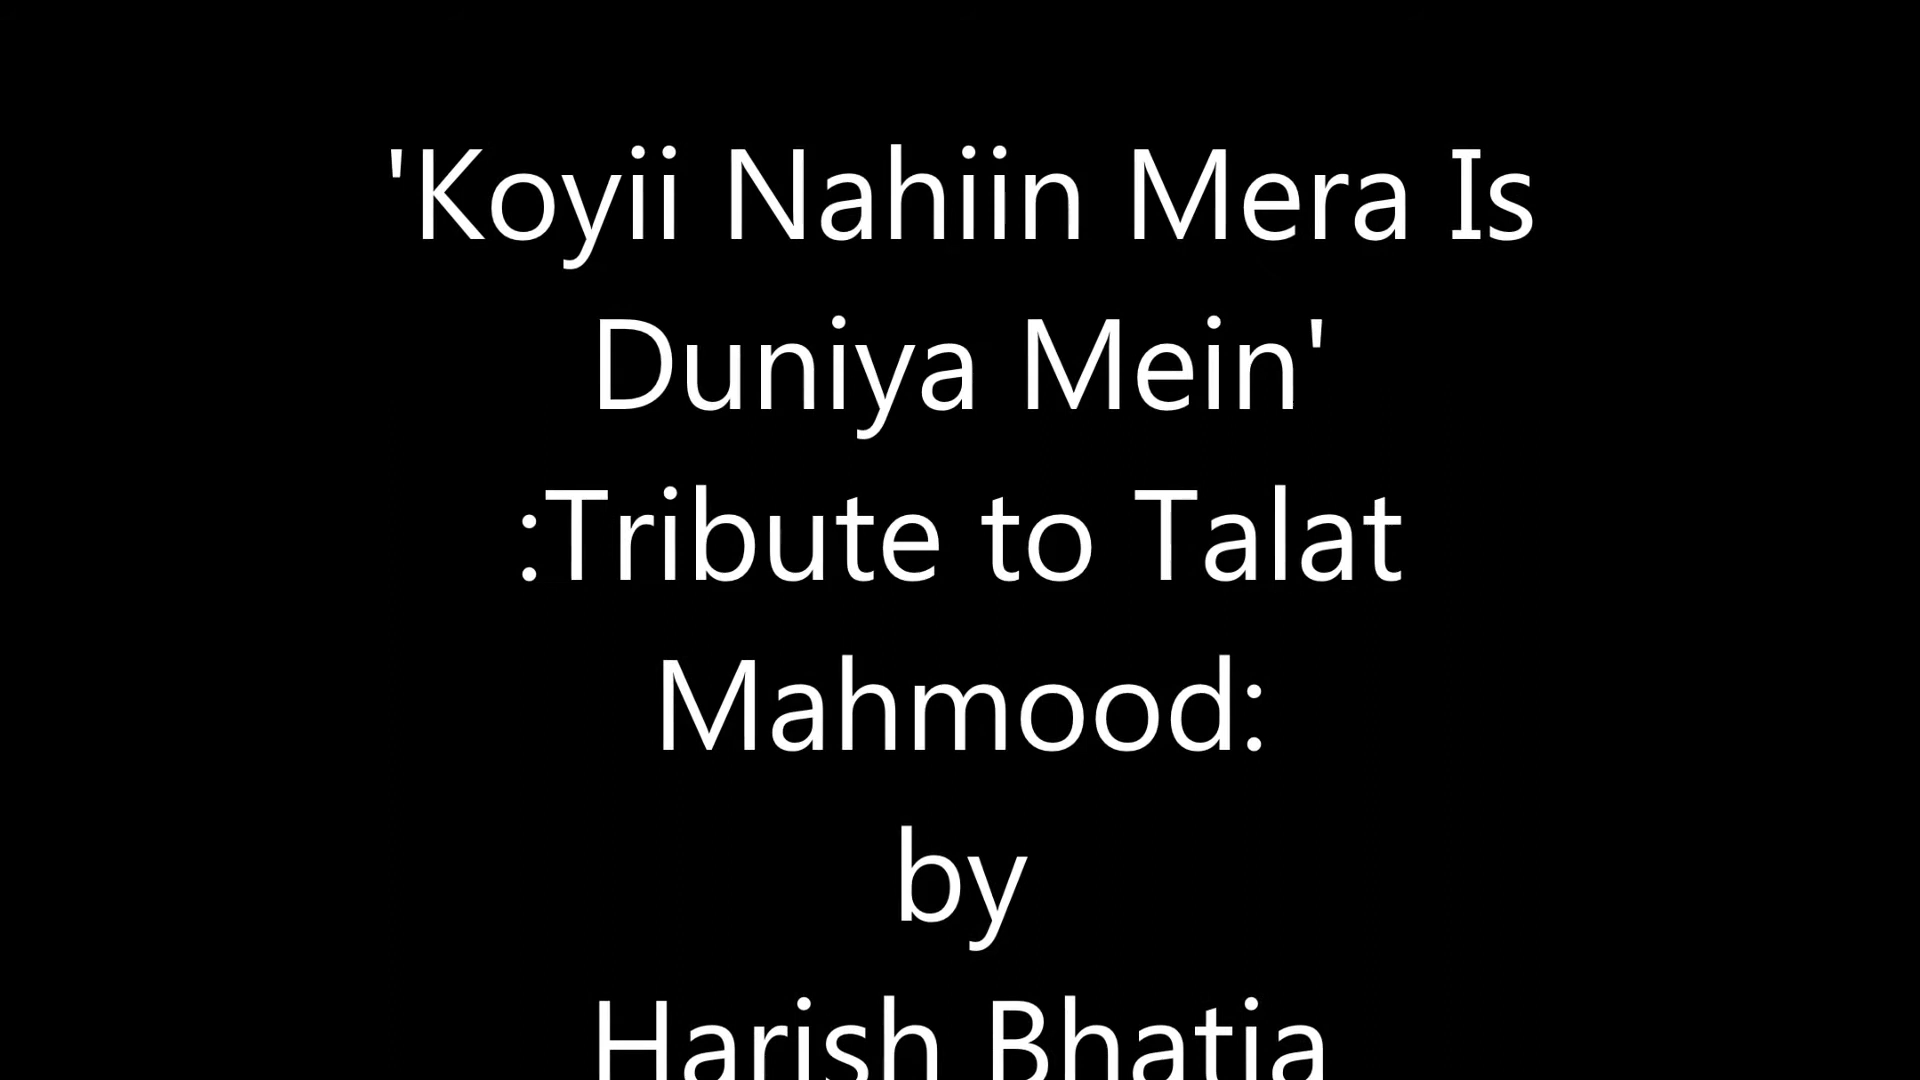 'Koyii Nahiin Mera Is
Duniya Mein'
:Tribute to Talat
Mahmood:
by
Harish Bhatia